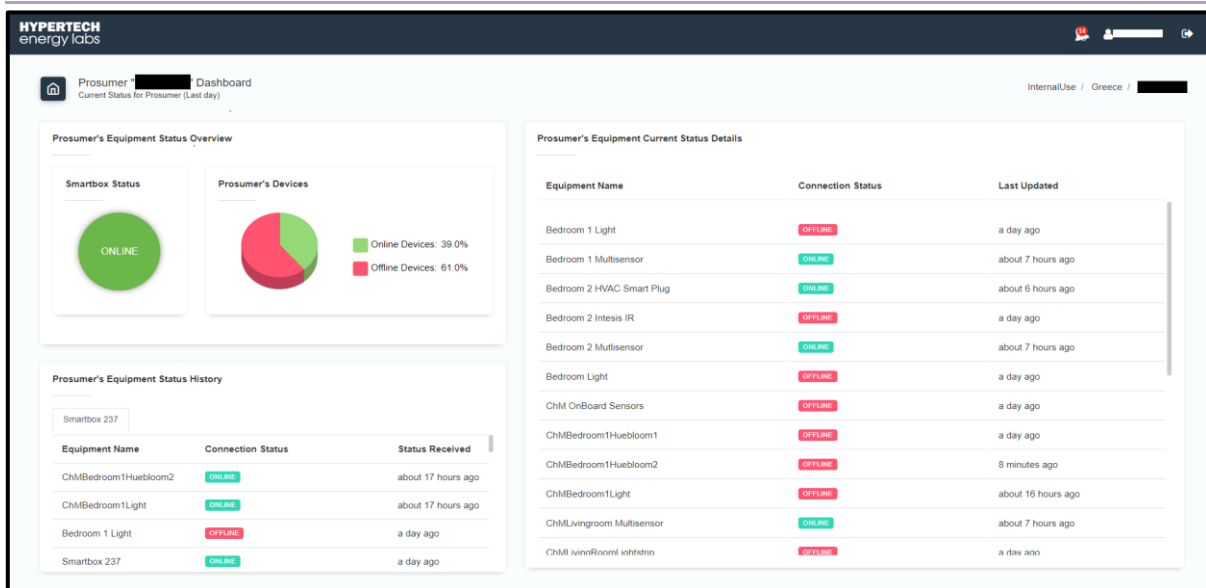 HYPERTECH
energy labs
14
Prosumer " " Dashboard
Current Status for Prosumer (Last day)
InternalUse / Greece /
Prosumer's Equipment Status Overview
Smartbox Status
ONLINE
Prosumer's Devices
Online Devices: 39.0%
Offline Devices: 61.0%
Prosumer's Equipment Status History
Smartbox 237
Equipment Name Connection Status Status Received
ChMBedroom1Huebloom2 ONLINE about 17 hours ago
ChMBedroom1Light ONLINE about 17 hours ago
Bedroom 1 Light OFFLINE a day ago
Smartbox 237 ONLINE a day ago
Prosumer's Equipment Current Status Details
Equipment Name Connection Status Last Updated
Bedroom 1 Light OFFLINE a day ago
Bedroom 1 Multisensor ONLINE about 7 hours ago
Bedroom 2 HVAC Smart Plug ONLINE about 6 hours ago
Bedroom 2 Intesis IR OFFLINE a day ago
Bedroom 2 Mutlisensor ONLINE about 7 hours ago
Bedroom Light OFFLINE a day ago
ChM OnBoard Sensors OFFLINE a day ago
ChMBedroom1Huebloom1 OFFLINE a day ago
ChMBedroom1Huebloom2 OFFLINE 8 minutes ago
ChMBedroom1Light OFFLINE about 16 hours ago
ChMLivingroom Multisensor ONLINE about 7 hours ago
ChMLivingRoomLightstrip OFFLINE a day ago